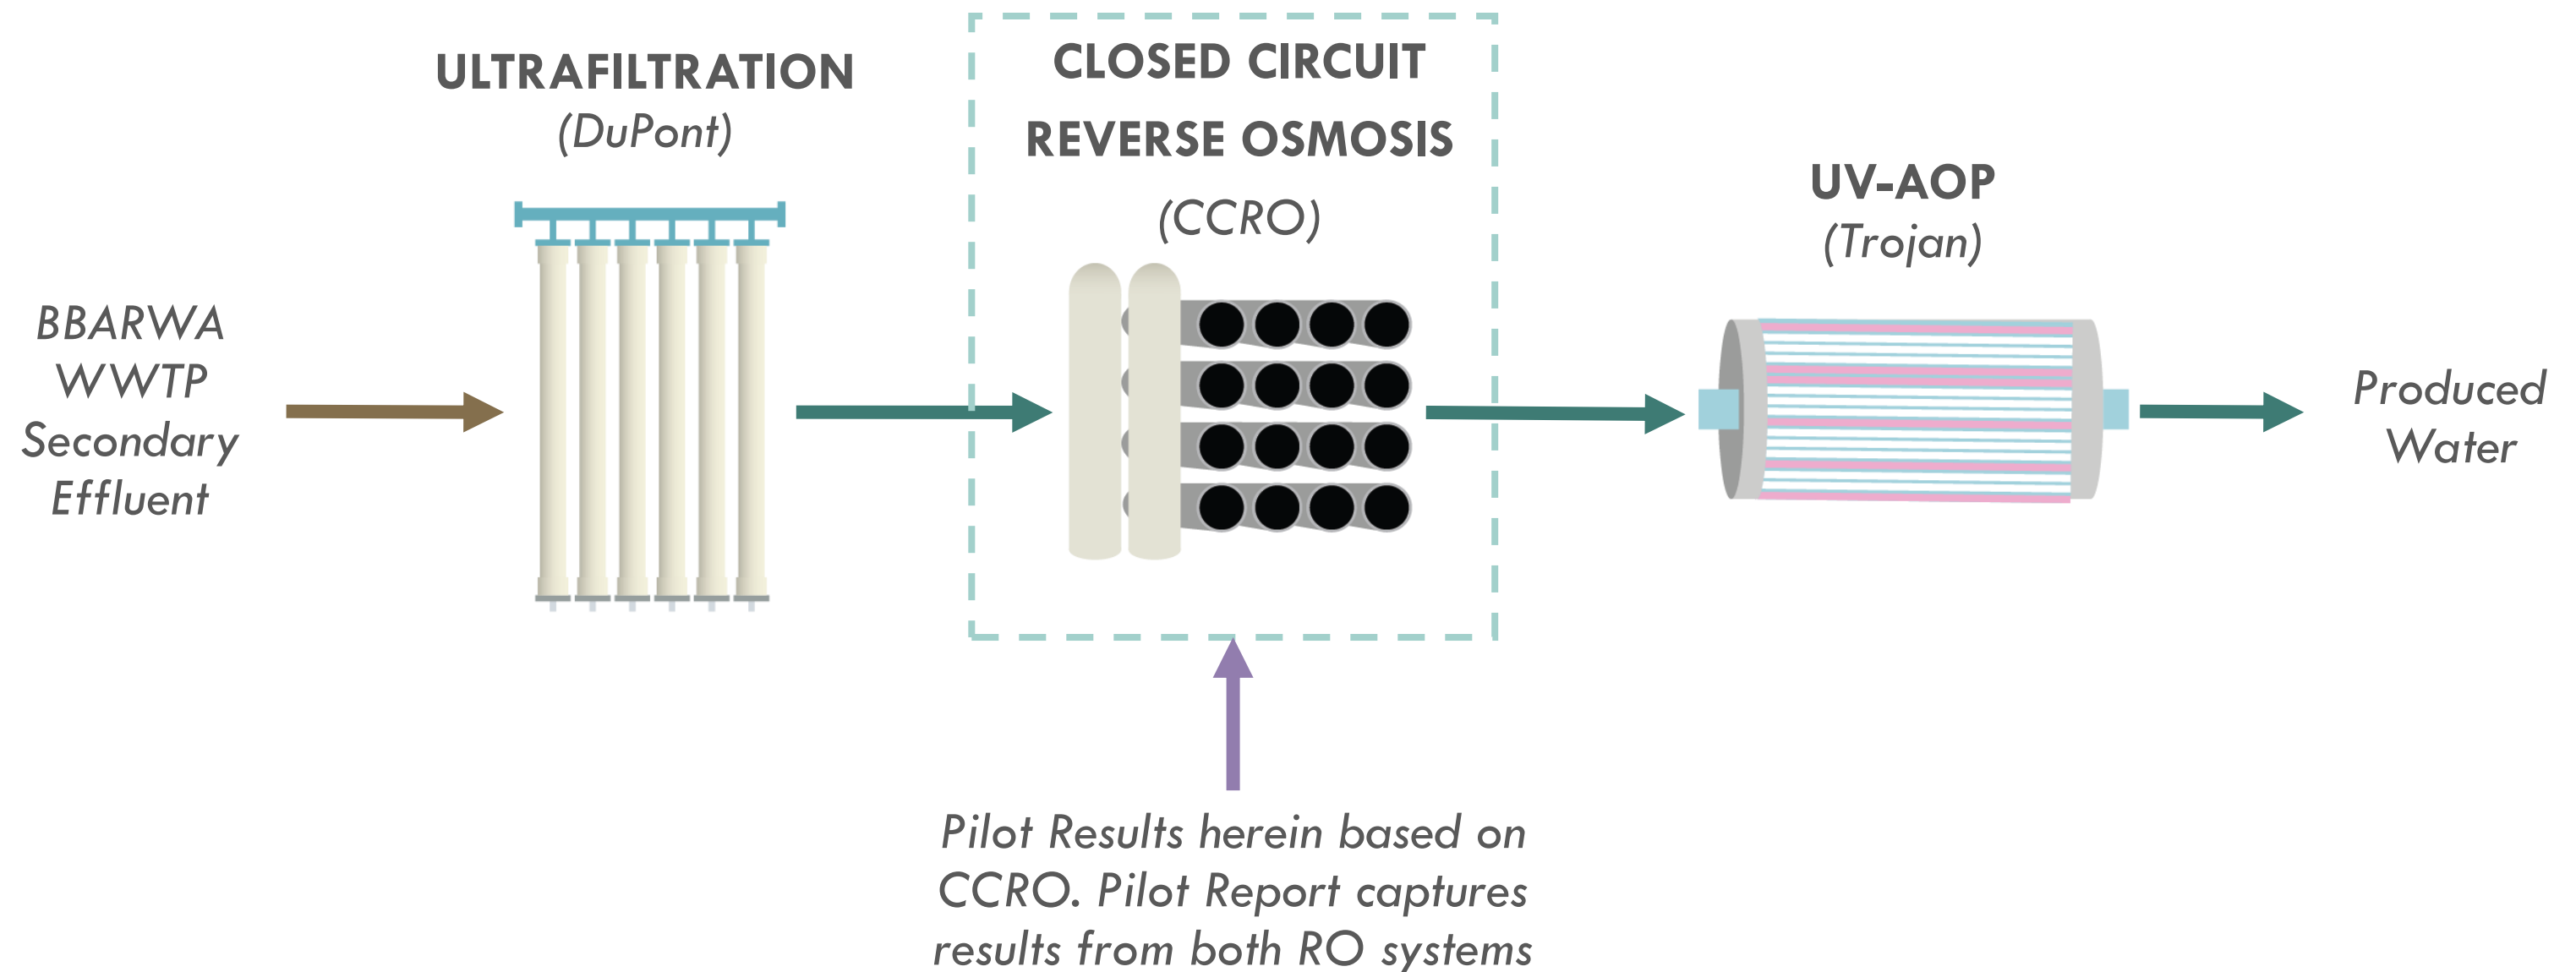 ULTRAFILTRATION
(DuPont)
CLOSED CIRCUIT
REVERSE OSMOSIS
(CCRO)
UV-AOP
(Trojan)
BBARWA
WWTP
Secondary
Effluent
Produced
Water
Pilot Results herein based on
CCRO. Pilot Report captures
results from both RO systems